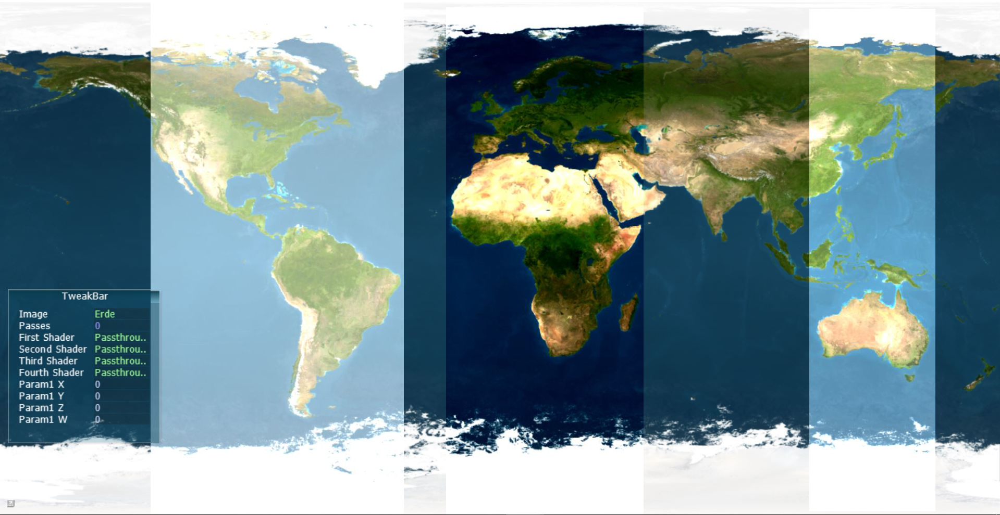 TweakBar
Image Erde
Passes 0
First Shader Passthrou..
Second Shader Passthrou..
Third Shader Passthrou..
Fourth Shader Passthrou..
Param1 X 0
Param1 Y 0
Param1 Z 0
Param1 W 0
?